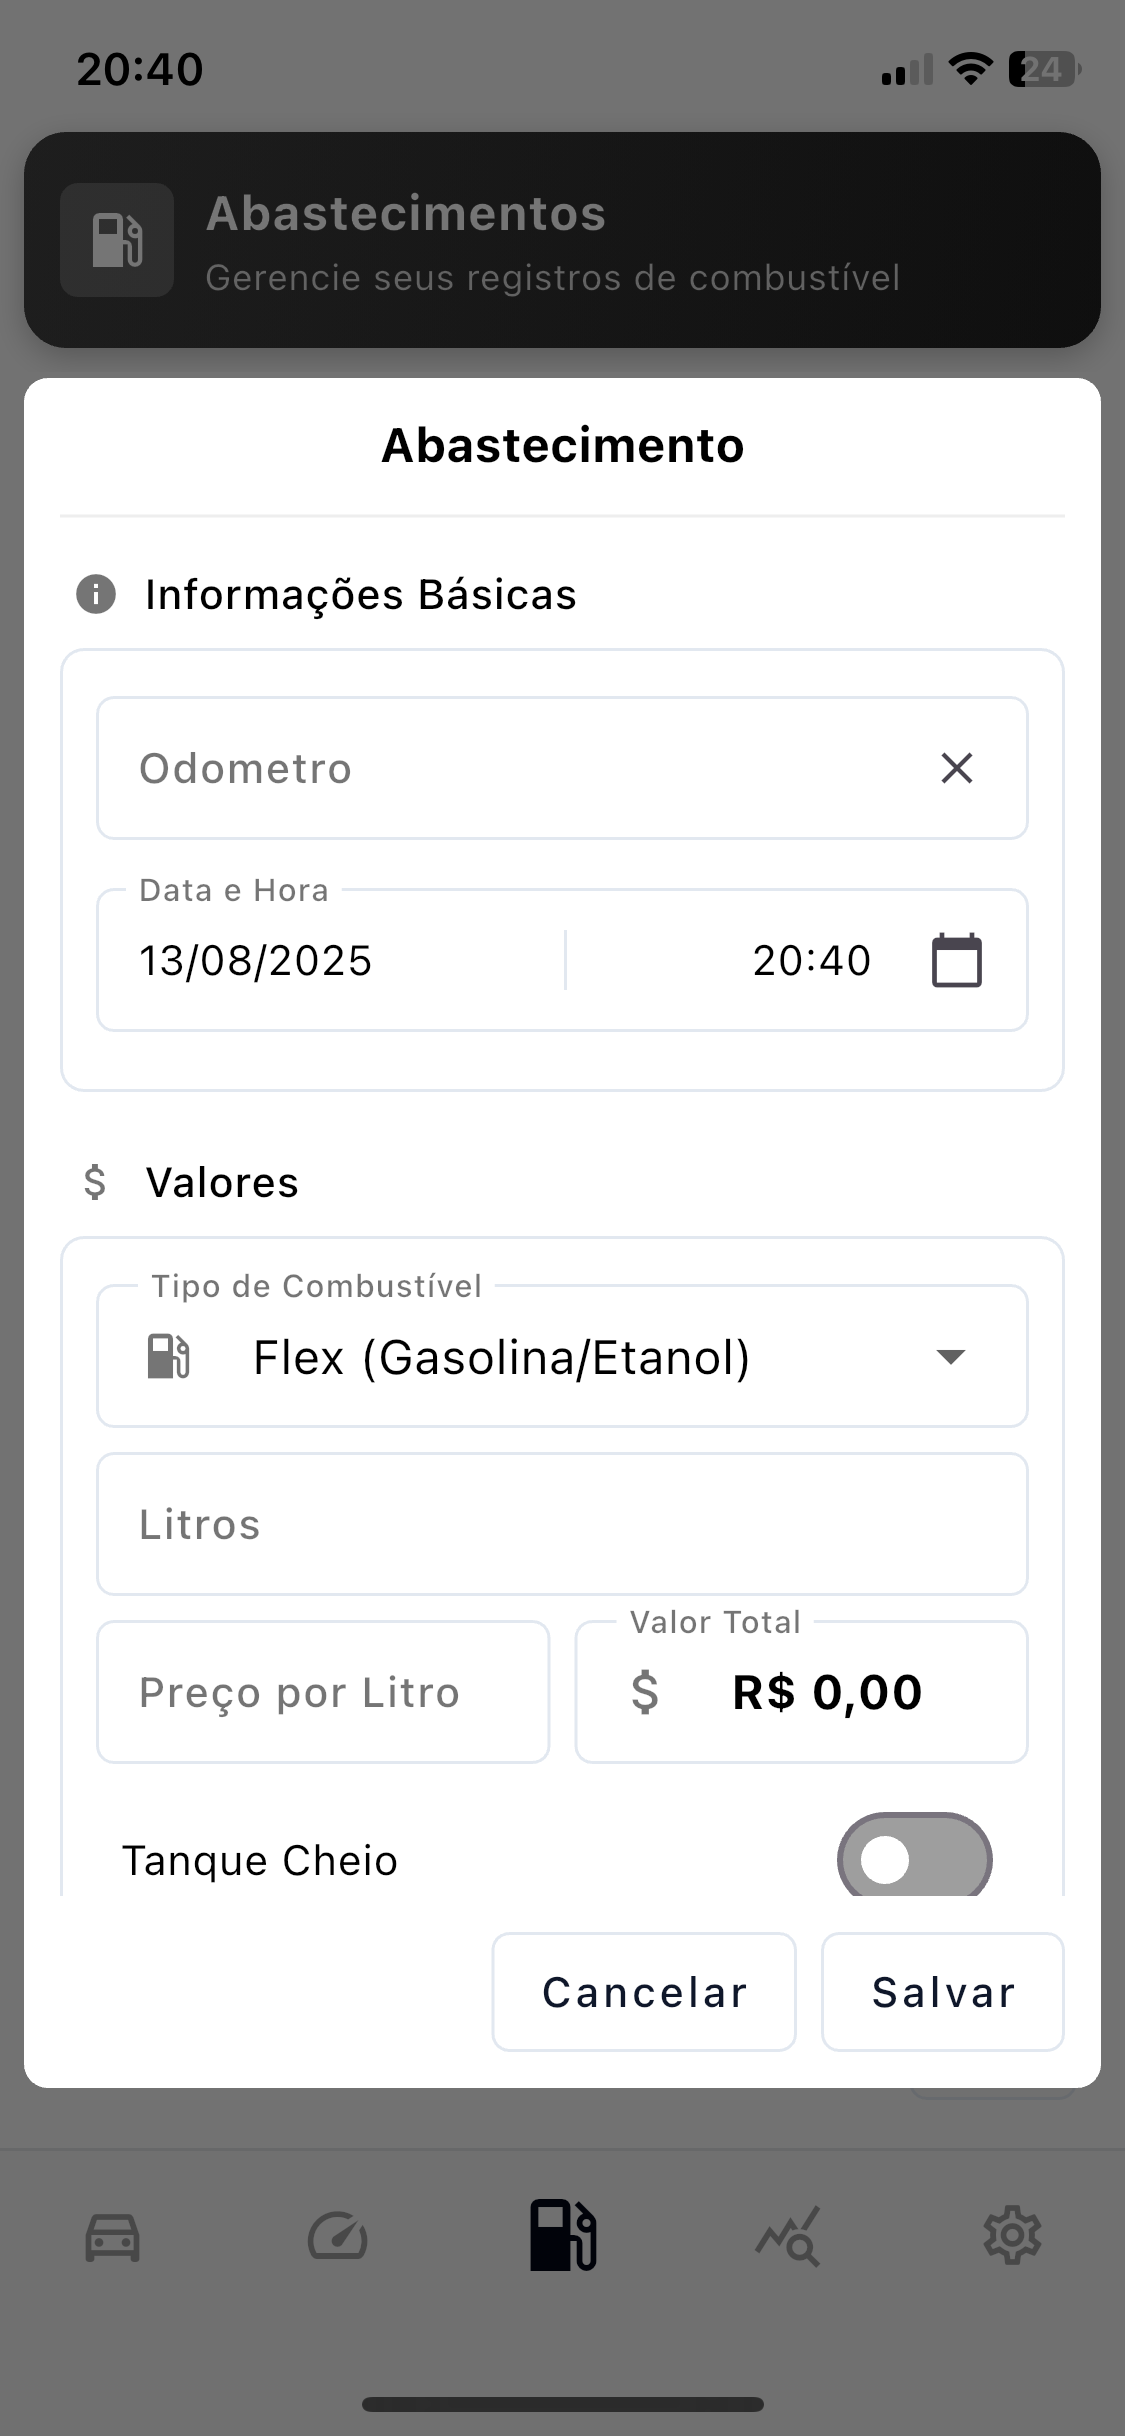 20:40
24
Abastecimentos
Gerencie seus registros de combustível
Abastecimento
Informações Básicas
Odometro
Data e Hora
13/08/2025 20:40
$ Valores
Tipo de Combustível
Flex (Gasolina/Etanol)
Litros
Preço por Litro
Valor Total
$ R$ 0,00
Tanque Cheio
Cancelar
Salvar